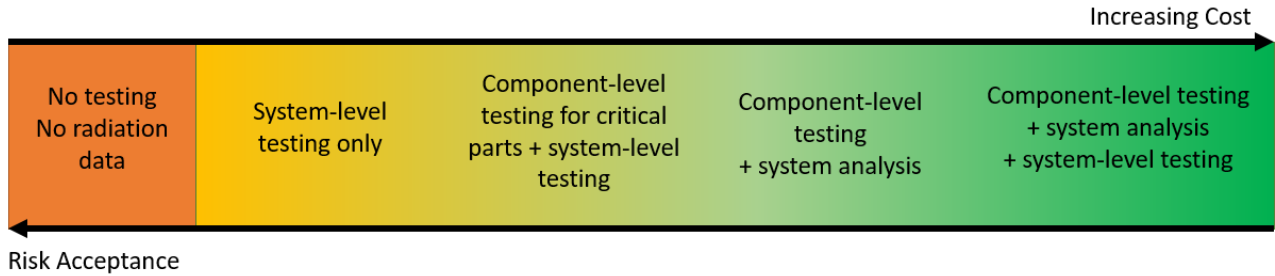 Increasing Cost
No testing
No radiation
data
System-level
testing only
Component-level
testing for critical
parts + system-level
testing
Component-level
testing
+ system analysis
Component-level testing
+ system analysis
+ system-level testing
Risk Acceptance